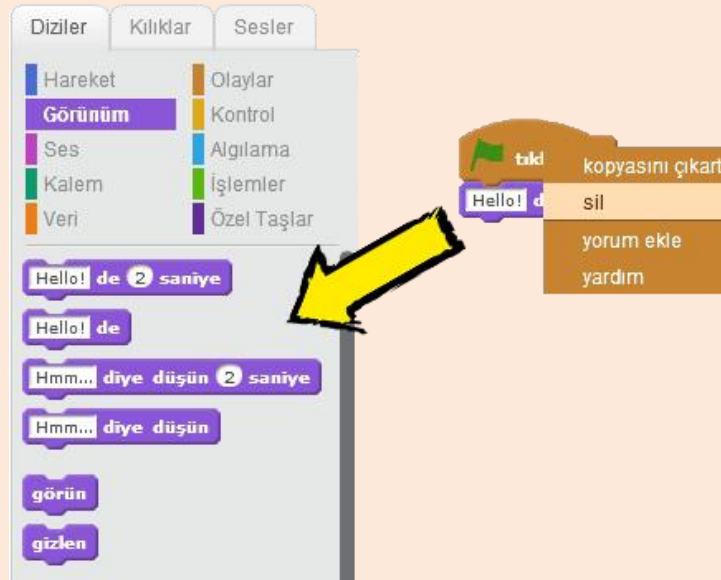 Diziler Kılıklar Sesler
Hareket Olaylar
Görünüm Kontrol
Ses Algılama
Kalem İşlemler
Veri Özel Taşlar
Hello! de 2 saniye
Hello! de
Hmm... diye düşün 2 saniye
Hmm... diye düşün
görün
gizlen
Hello!
kopyasını çıkart
sil
yorum ekle
yardım